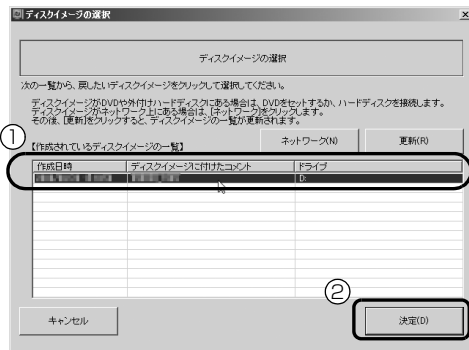 ディスクイメージの選択
ディスクイメージの選択
次の一覧から、戻したいディスクイメージをクリックして選択してください。
ディスクイメージがDVDや外付けハードディスクにある場合は、DVDをセットするか、ハードディスクを接続します。
ディスクイメージがネットワーク上にある場合は、[ネットワーク]をクリックします。
その後、[更新]をクリックすると、ディスクイメージの一覧が更新されます。
①
【作成されているディスクイメージの一覧】 ネットワーク(N) 更新(R)
作成日時 ディスクイメージに付けたコメント ドライブ
D:
②
キャンセル 決定(D)